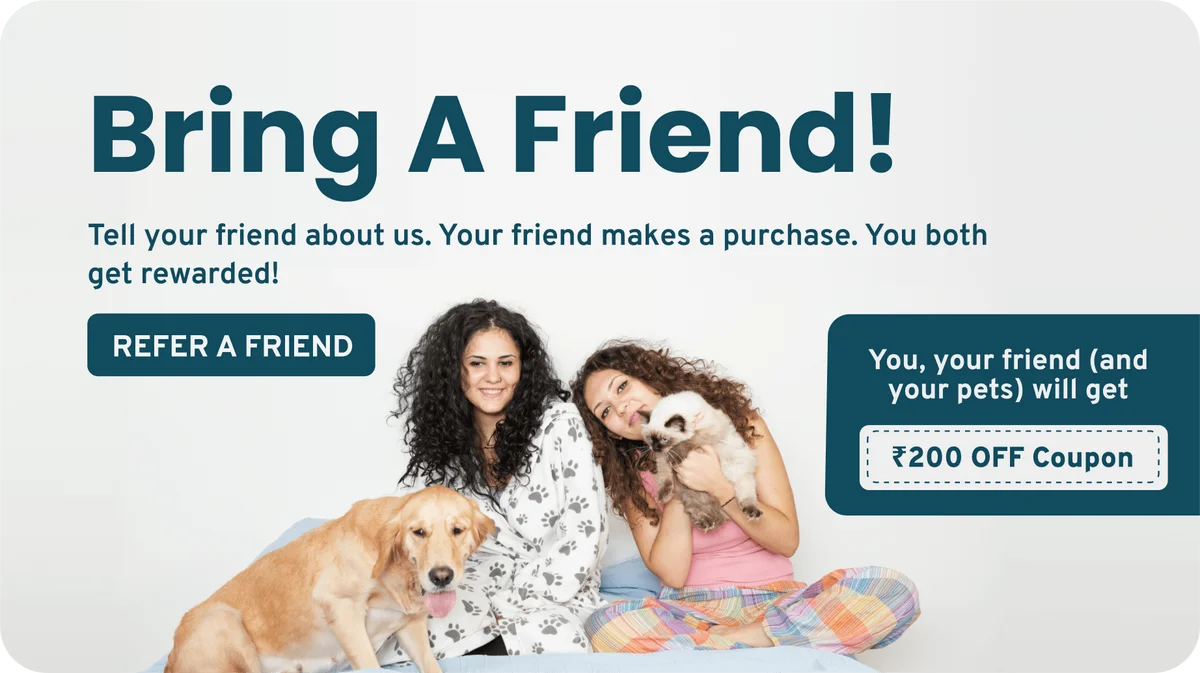 Bring A Friend!
Tell your friend about us. Your friend makes a purchase. You both
get rewarded!
REFER A FRIEND
You, your friend (and
your pets) will get
₹200 OFF Coupon